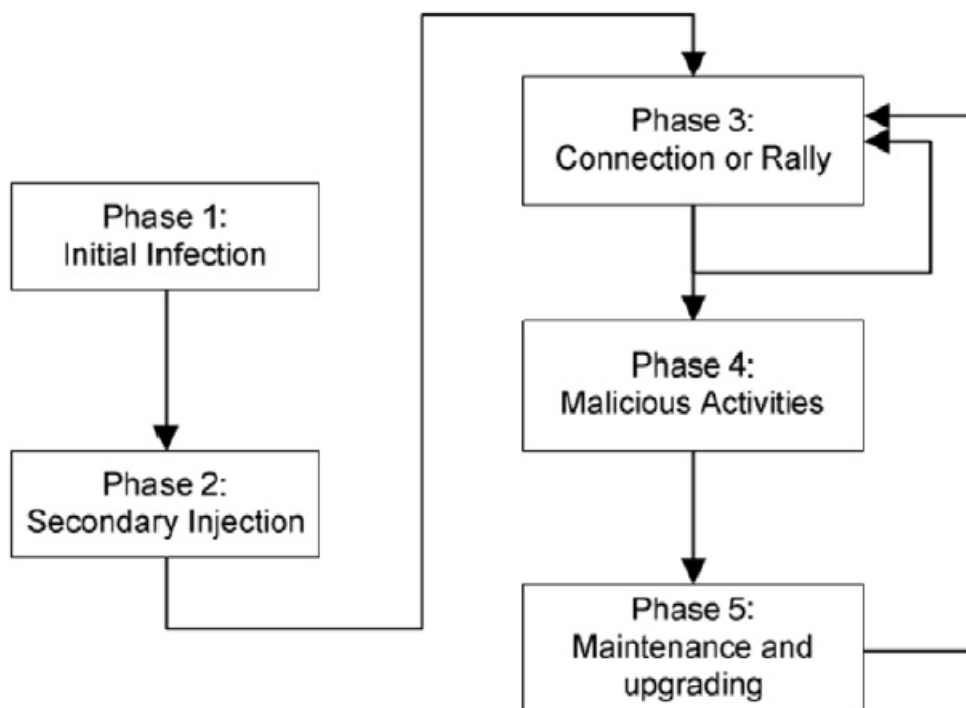 Phase 1:
Initial Infection
Phase 2:
Secondary Injection
Phase 3:
Connection or Rally
Phase 4:
Malicious Activities
Phase 5:
Maintenance and
upgrading